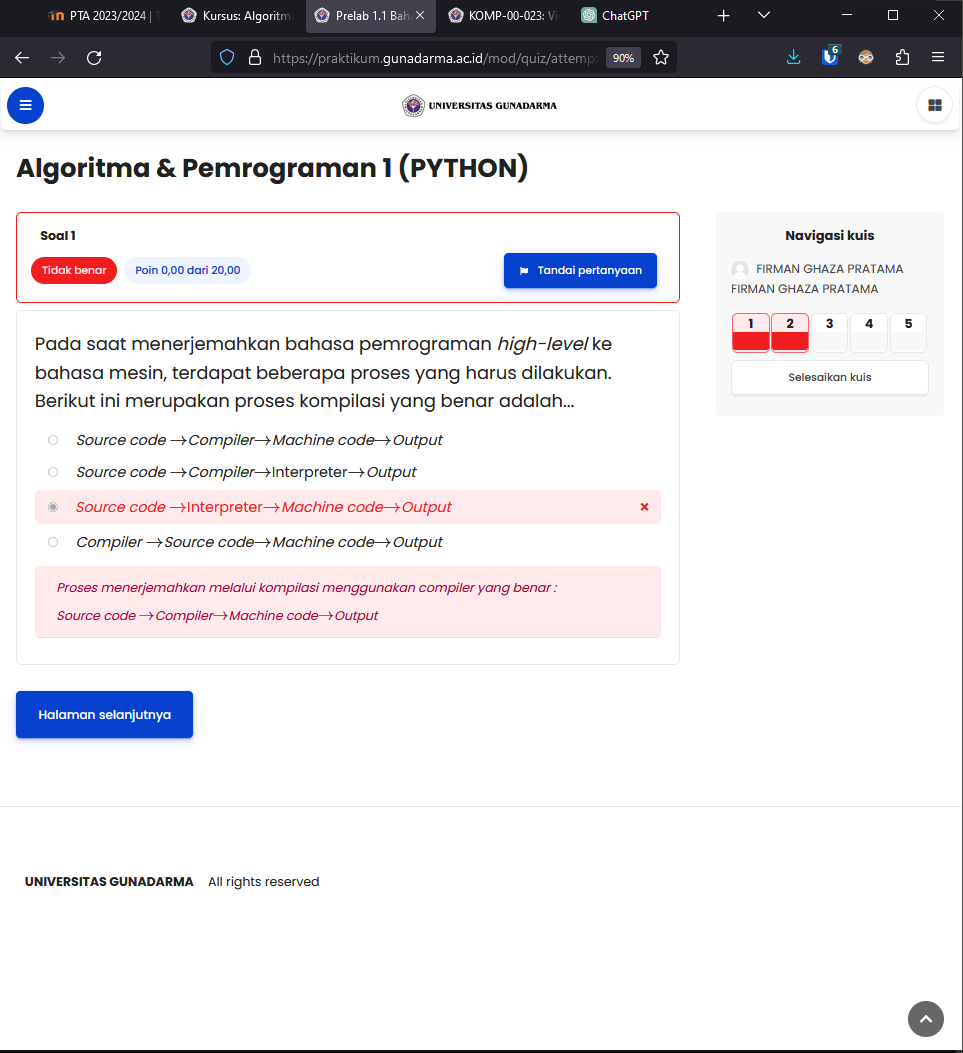 PTA 2023/2024 |
Kursus: Algoritm
Prelab 1.1 Bah
KOMP-00-023: Vi
ChatGPT
https://praktikum.gunadarma.ac.id/mod/quiz/attempt
90%
6
UNIVERSITAS GUNADARMA
Algoritma & Pemrograman 1 (PYTHON)
Soal 1
Tidak benar
Poin 0,00 dari 20,00
Tandai pertanyaan
Pada saat menerjemahkan bahasa pemrograman high-level ke
bahasa mesin, terdapat beberapa proses yang harus dilakukan.
Berikut ini merupakan proses kompilasi yang benar adalah...
Source code →Compiler→Machine code→Output
Source code →Compiler→Interpreter→Output
Source code →Interpreter→Machine code→Output
Compiler →Source code→Machine code→Output
Proses menerjemahkan melalui kompilasi menggunakan compiler yang benar :
Source code →Compiler→Machine code→Output
Halaman selanjutnya
Navigasi kuis
FIRMAN GHAZA PRATAMA
FIRMAN GHAZA PRATAMA
1 2 3 4 5
Selesaikan kuis
UNIVERSITAS GUNADARMA All rights reserved